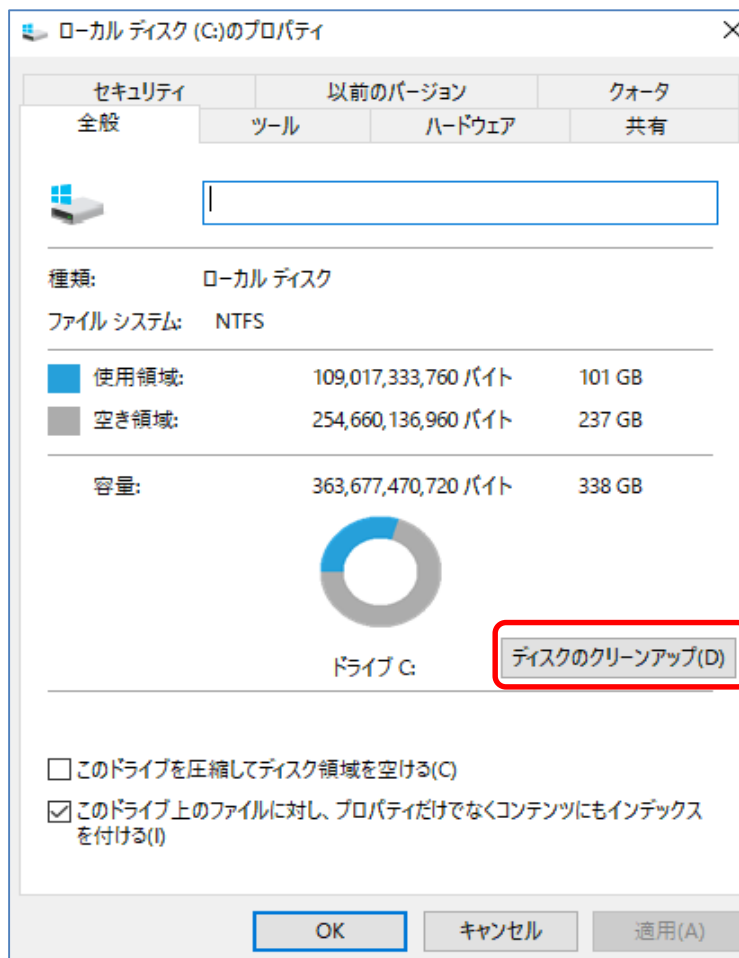 ローカル ディスク (C:)のプロパティ
セキュリティ 以前のバージョン クォータ
全般 ツール ハードウェア 共有
種類: ローカル ディスク
ファイル システム: NTFS
使用領域: 109,017,333,760 バイト 101 GB
空き領域: 254,660,136,960 バイト 237 GB
容量: 363,677,470,720 バイト 338 GB
ドライブ C: ディスクのクリーンアップ(D)
このドライブを圧縮してディスク領域を空ける(C)
このドライブ上のファイルに対し、プロパティだけでなくコンテンツにもインデックス
を付ける(I)
OK キャンセル 適用(A)